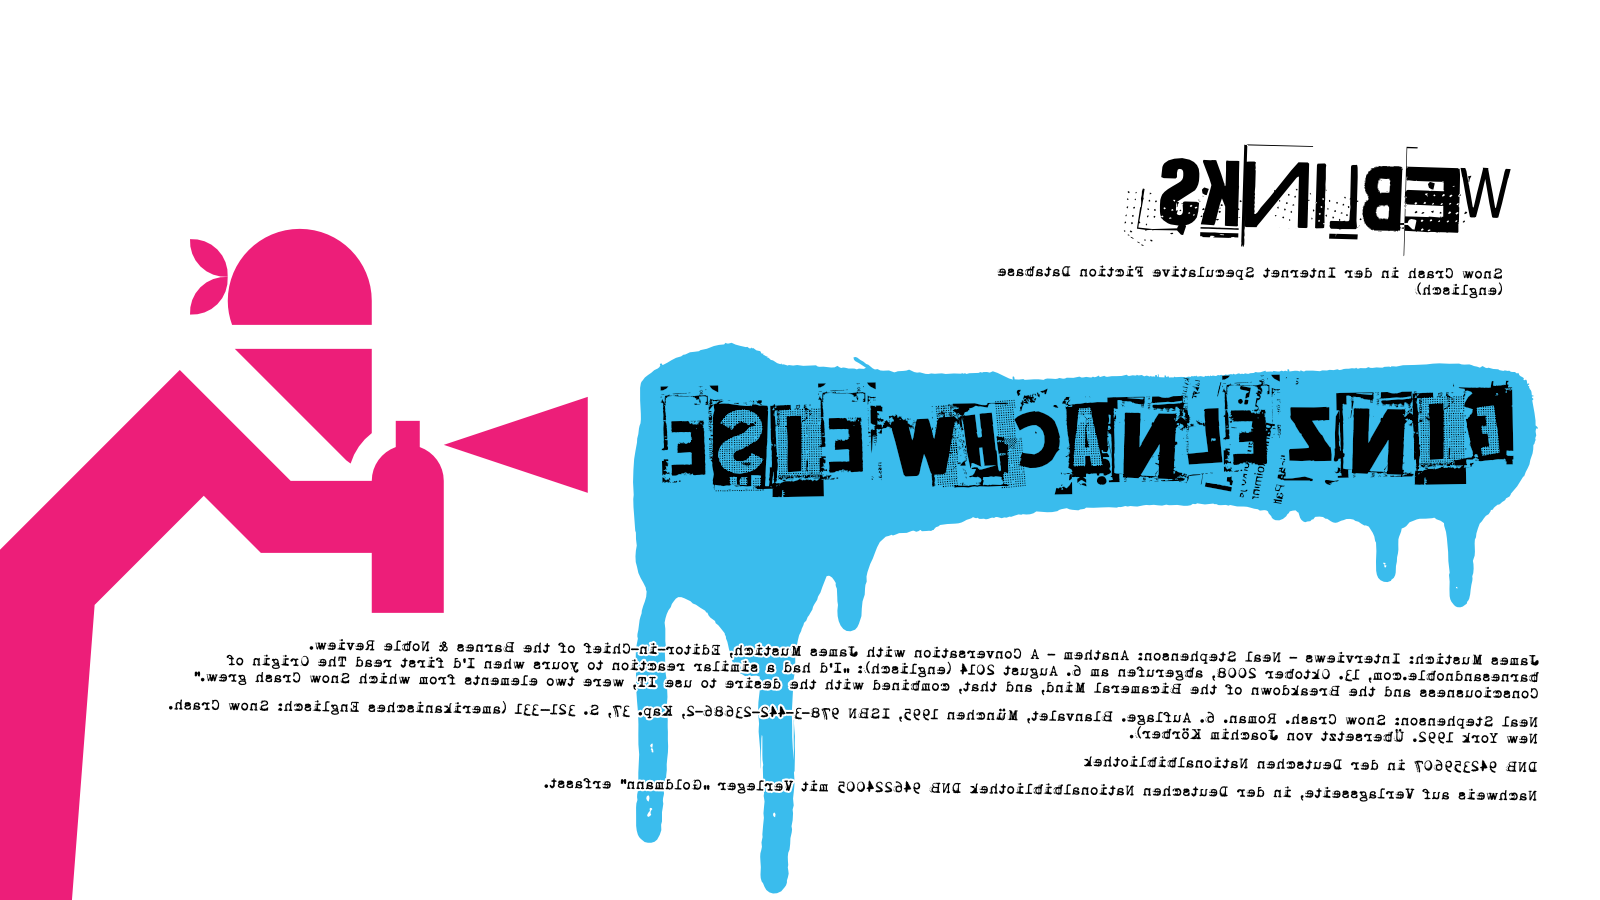 WEBLINKS
Snow Crash in der Internet Speculative Fiction Database
(englisch)
EINZELNACHWEISE
James Mustich: Interviews – Neal Stephenson: Anathem – A Conversation with James Mustich, Editor-in-Chief of the Barnes & Noble Review.
barnesandnoble.com, 13. Oktober 2008, abgerufen am 6. August 2014 (englisch): „I'd had a similar reaction to yours when I'd first read The Origin of
Consciousness and the Breakdown of the Bicameral Mind, and that, combined with the desire to use IT, were two elements from which Snow Crash grew."
Neal Stephenson: Snow Crash. Roman. 6. Auflage. Blanvalet, München 1995, ISBN 978-3-442-23686-2, Kap. 37, S. 321–331 (amerikanisches Englisch: Snow Crash.
New York 1992. Übersetzt von Joachim Körber).
DNB 942359607 in der Deutschen Nationalbibliothek
Nachweis auf Verlagsseite, in der Deutschen Nationalbibliothek DNB 946224005 mit Verleger „Goldmann" erfasst.